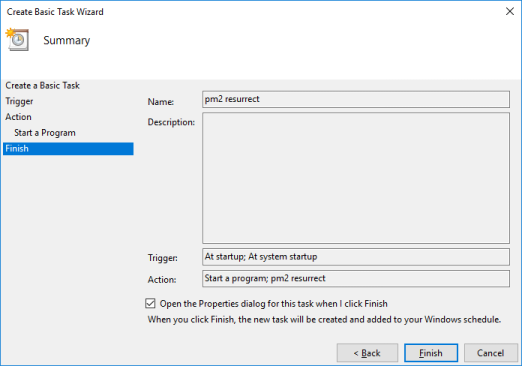 Create Basic Task Wizard
Summary
Create a Basic Task
Trigger
Action
Start a Program
Finish
Name: pm2 resurrect
Description:
Trigger: At startup; At system startup
Action: Start a program; pm2 resurrect
Open the Properties dialog for this task when I click Finish
When you click Finish, the new task will be created and added to your Windows schedule.
< Back Finish Cancel